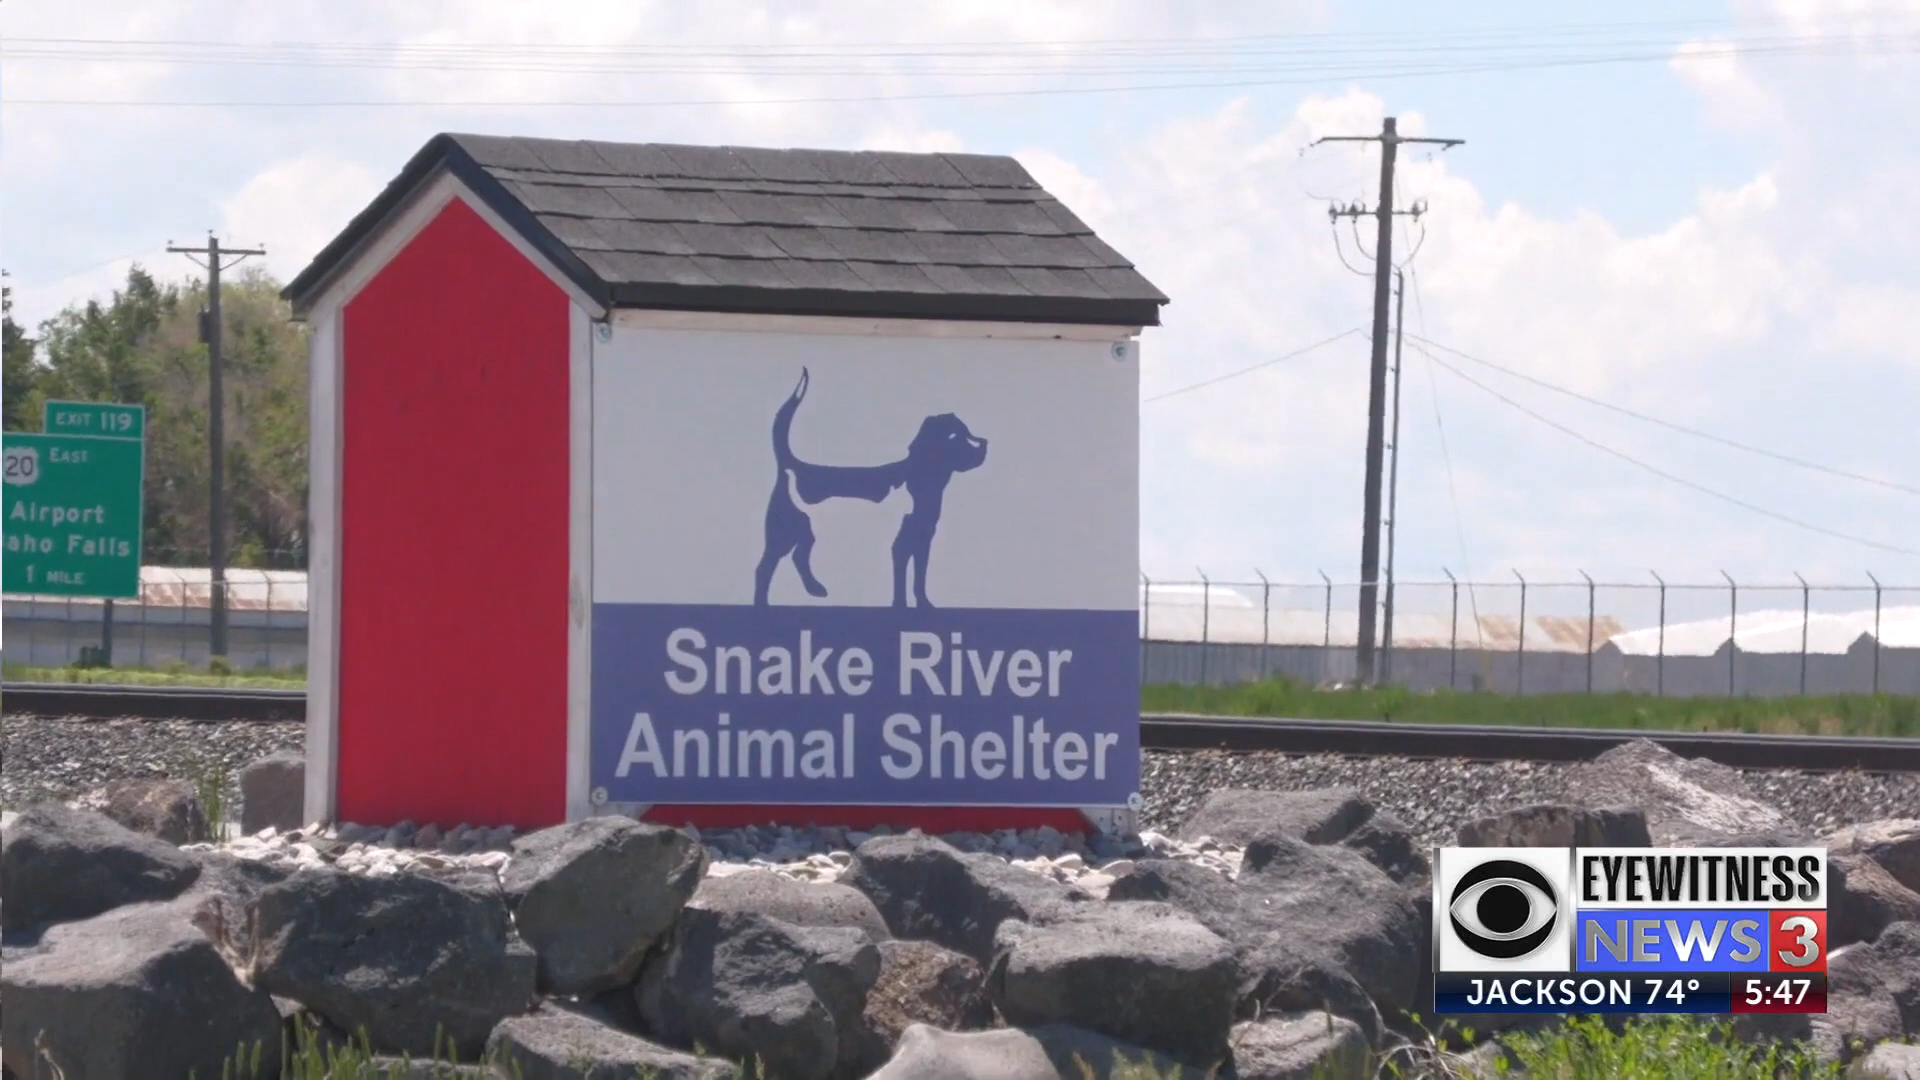 EXIT 119
20 EAST
Airport
aho Falls
1 MILE
Snake River
Animal Shelter
EYEWITNESS
NEWS 3
JACKSON 74° 5:47